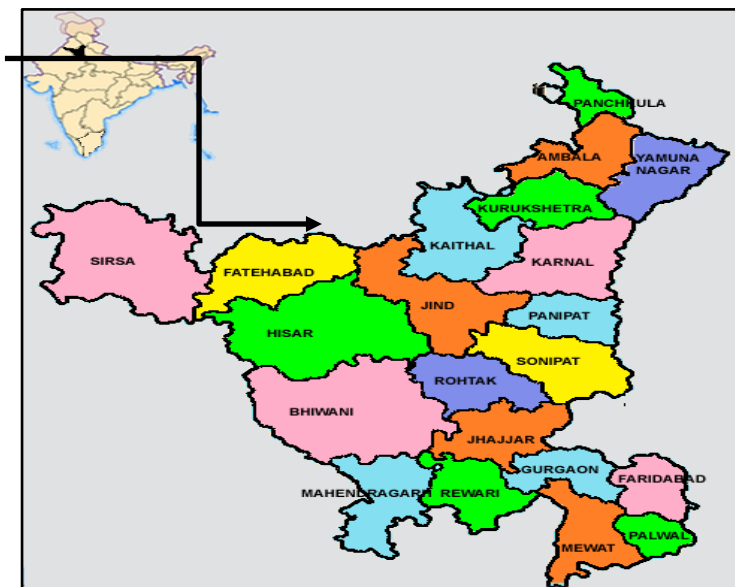 PANCHKULA
AMBALA
YAMUNA
NAGAR
KURUKSHETRA
KAITHAL
SIRSA
FATEHABAD
KARNAL
JIND
PANIPAT
HISAR
SONIPAT
ROHTAK
BHIWANI
JHAJJAR
GURGAON
FARIDABAD
MAHENDRAGARH
REWARI
PALWAL
MEWAT